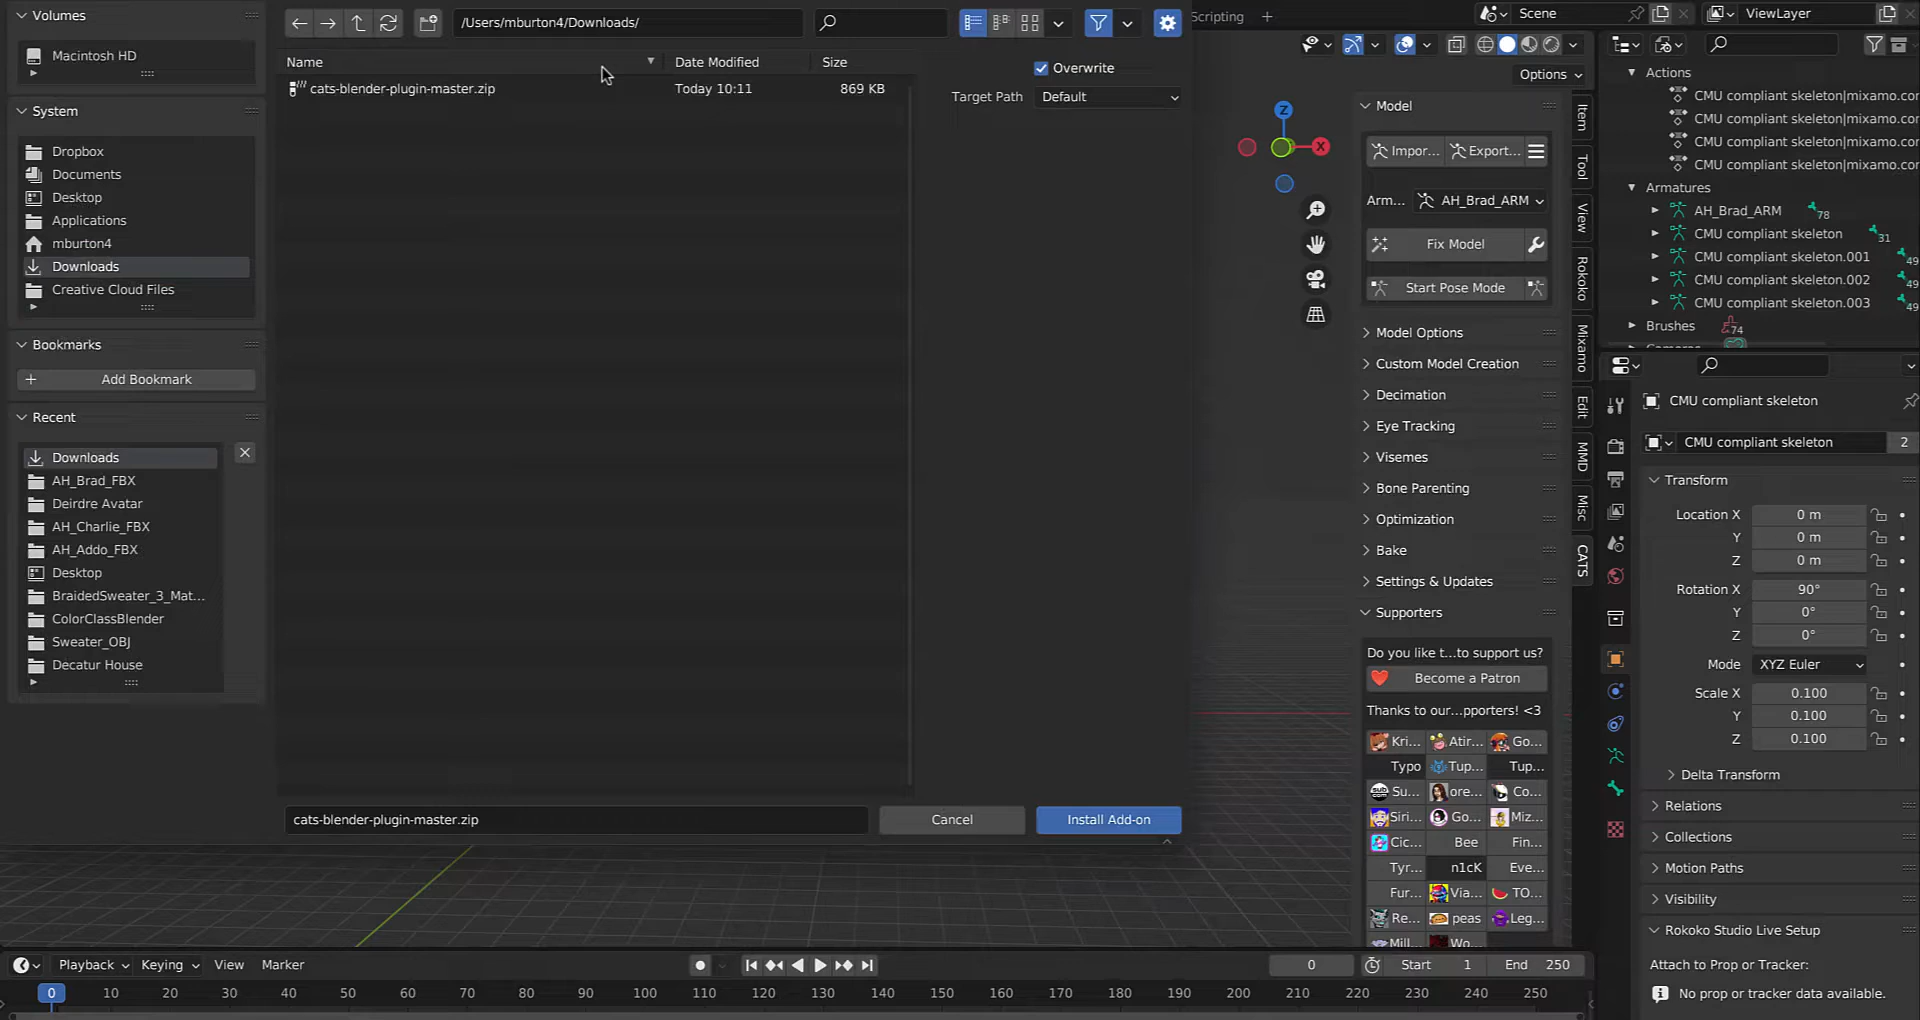 Volumes
Macintosh HD
System
Dropbox
Documents
Desktop
Applications
mburton4
Downloads
Creative Cloud Files
Bookmarks
Add Bookmark
Recent
Downloads
AH_Brad_FBX
Deirdre Avatar
AH_Charlie_FBX
AH_Addo_FBX
Desktop
BraidedSweater_3_Mat...
ColorClassBlender
Sweater_OBJ
Decatur House
/Users/mburton4/Downloads/
Name Date Modified Size
cats-blender-plugin-master.zip Today 10:11 869 KB
Overwrite
Target Path Default
cats-blender-plugin-master.zip Cancel Install Add-on
Scripting
Scene
ViewLayer
Options
Z
X
Model
Impor... Export...
Arm... AH_Brad_ARM
Fix Model
Start Pose Mode
Model Options
Custom Model Creation
Decimation
Eye Tracking
Visemes
Bone Parenting
Optimization
Bake
Settings & Updates
Supporters
Do you like t...to support us?
Become a Patron
Thanks to our...pporters! <3
Kri... Atir... Go...
Typo Tup... Tup...
Su... ore... Co...
Siri... Go... Miz...
Cic... Bee Fin...
Tyr... n1cK Eve...
Fur... Via... TO...
Re... peas Leg...
Mill... Wo...
Item
Tool
View
Rokoko
Mixamo
Edit
MMD
Misc
CATS
Actions
CMU compliant skeleton|mixamo.cor
CMU compliant skeleton|mixamo.cor
CMU compliant skeleton|mixamo.cor
CMU compliant skeleton|mixamo.cor
Armatures
AH_Brad_ARM 78
CMU compliant skeleton 31
CMU compliant skeleton.001 49
CMU compliant skeleton.002 49
CMU compliant skeleton.003 49
Brushes 74
CMU compliant skeleton
CMU compliant skeleton 2
Transform
Location X 0 m
Y 0 m
Z 0 m
Rotation X 90°
Y 0°
Z 0°
Mode XYZ Euler
Scale X 0.100
Y 0.100
Z 0.100
Delta Transform
Relations
Collections
Motion Paths
Visibility
Rokoko Studio Live Setup
Attach to Prop or Tracker:
No prop or tracker data available.
Playback Keying View Marker 0 Start 1 End 250
0 10 20 30 40 50 60 70 80 90 100 110 120 130 140 150 160 170 180 190 200 210 220 230 240 250